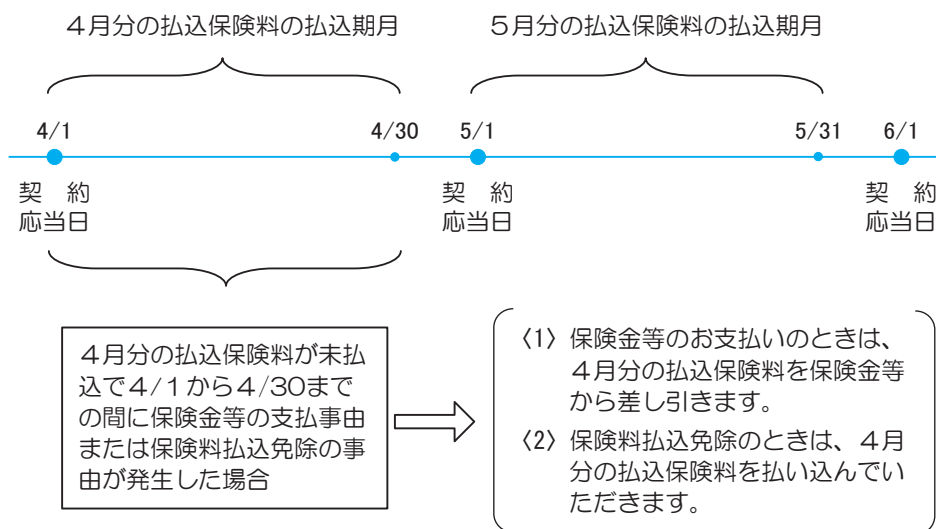 4月分の払込保険料の払込期月
5月分の払込保険料の払込期月
4/1
4/30
5/1
5/31
6/1
契　約
応当日
契　約
応当日
契　約
応当日
4月分の払込保険料が未払
込で4/1から4/30まで
の間に保険金等の支払事由
または保険料払込免除の事
由が発生した場合
〈1〉保険金等のお支払いのときは、
4月分の払込保険料を保険金等
から差し引きます。
〈2〉保険料払込免除のときは、4月
分の払込保険料を払い込んでい
ただきます。